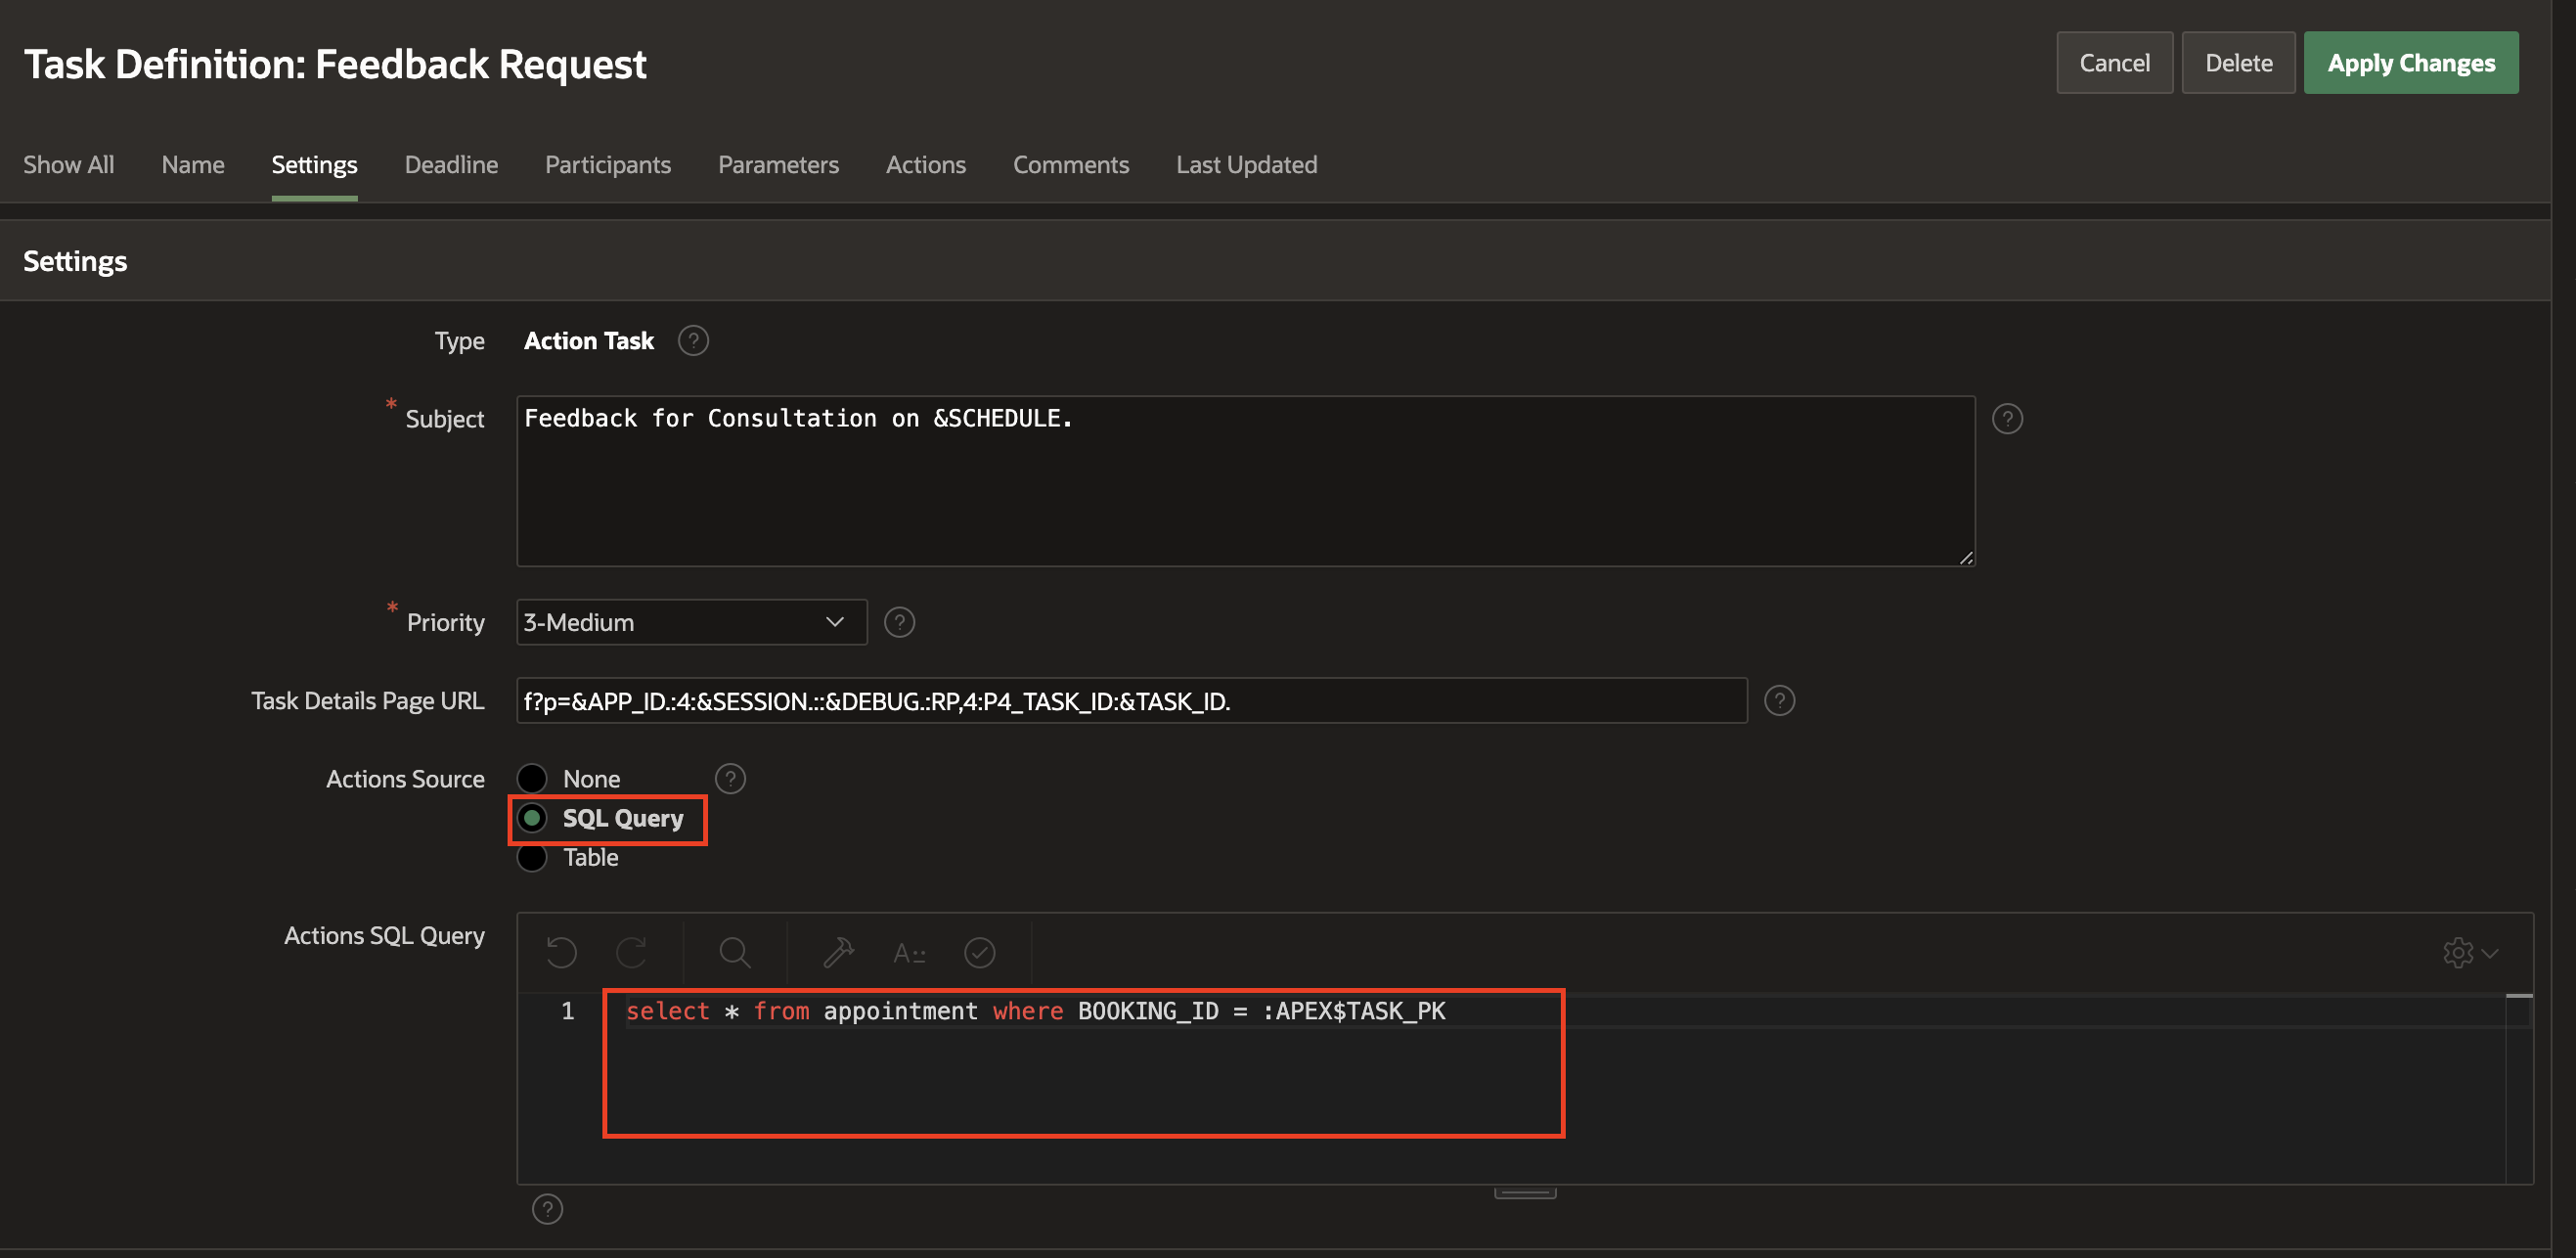 Task Definition: Feedback Request
Cancel
Delete
Apply Changes
Show All
Name
Settings
Deadline
Participants
Parameters
Actions
Comments
Last Updated
Settings
Type
Action Task
?
* Subject
Feedback for Consultation on &SCHEDULE.
?
* Priority
3-Medium
?
Task Details Page URL
f?p=&APP_ID.:4:&SESSION.::&DEBUG.:RP,4:P4_TASK_ID:&TASK_ID.
?
Actions Source
None
?
SQL Query
Table
Actions SQL Query
A::
1
select * from appointment where BOOKING_ID = :APEX$TASK_PK
?